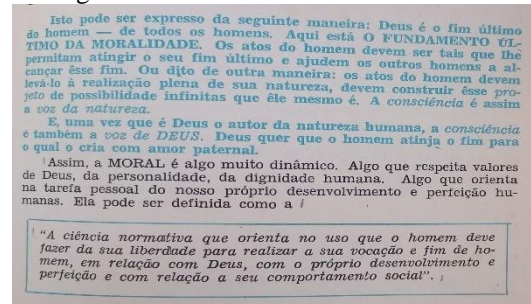 Isto pode ser expresso da seguinte maneira: Deus é o fim último
do homem — de todos os homens. Aqui está O FUNDAMENTO ÚL-
TIMO DA MORALIDADE. Os atos do homem devem ser tais que lhe
permitam atingir o seu fim último e ajudem os outros homens a al-
cançar êsse fim. Ou dito de outra maneira: os atos do homem devem
levá-lo à realização plena de sua natureza, devem construir êsse pro-
jeto de possibilidade infinitas que êle mesmo é. A consciência é assim
a voz da natureza.
E, uma vez que é Deus o autor da natureza humana, a consciência
é também a voz de DEUS. Deus quer que o homem atinja o fim para
o qual o cria com amor paternal.
Assim, a MORAL é algo muito dinâmico. Algo que respeita valores
de Deus, da personalidade, da dignidade humana. Algo que orienta
na tarefa pessoal do nosso próprio desenvolvimento e perfeição hu-
manas. Ela pode ser definida como a
"A ciência normativa que orienta no uso que o homem deve
fazer da sua liberdade para realizar a sua vocação e fim de ho-
mem, em relação com Deus, com o próprio desenvolvimento e
perfeição e com relação a seu comportamento social".